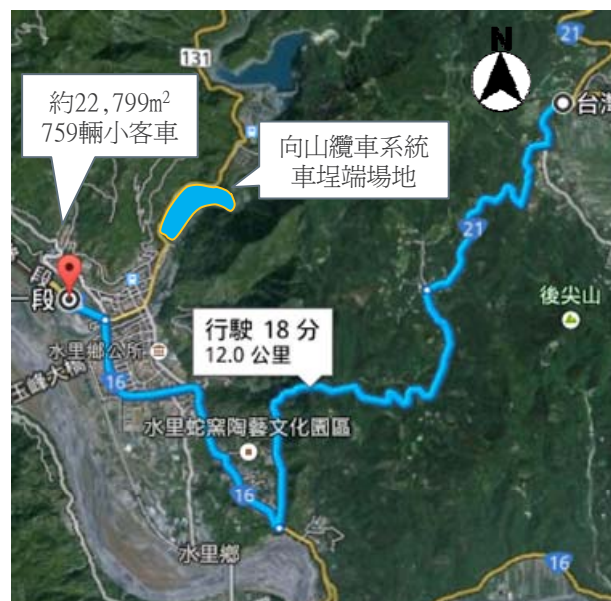 N
21
131
台灣
約22,799m²
759輛小客車
向山纜車系統
車埕端場地
21
後尖山
一段
段
行駛 18 分
12.0 公里
水里鄉公所
玉峰大橋
16
水里蛇窯陶藝文化園區
16
水里鄉
16